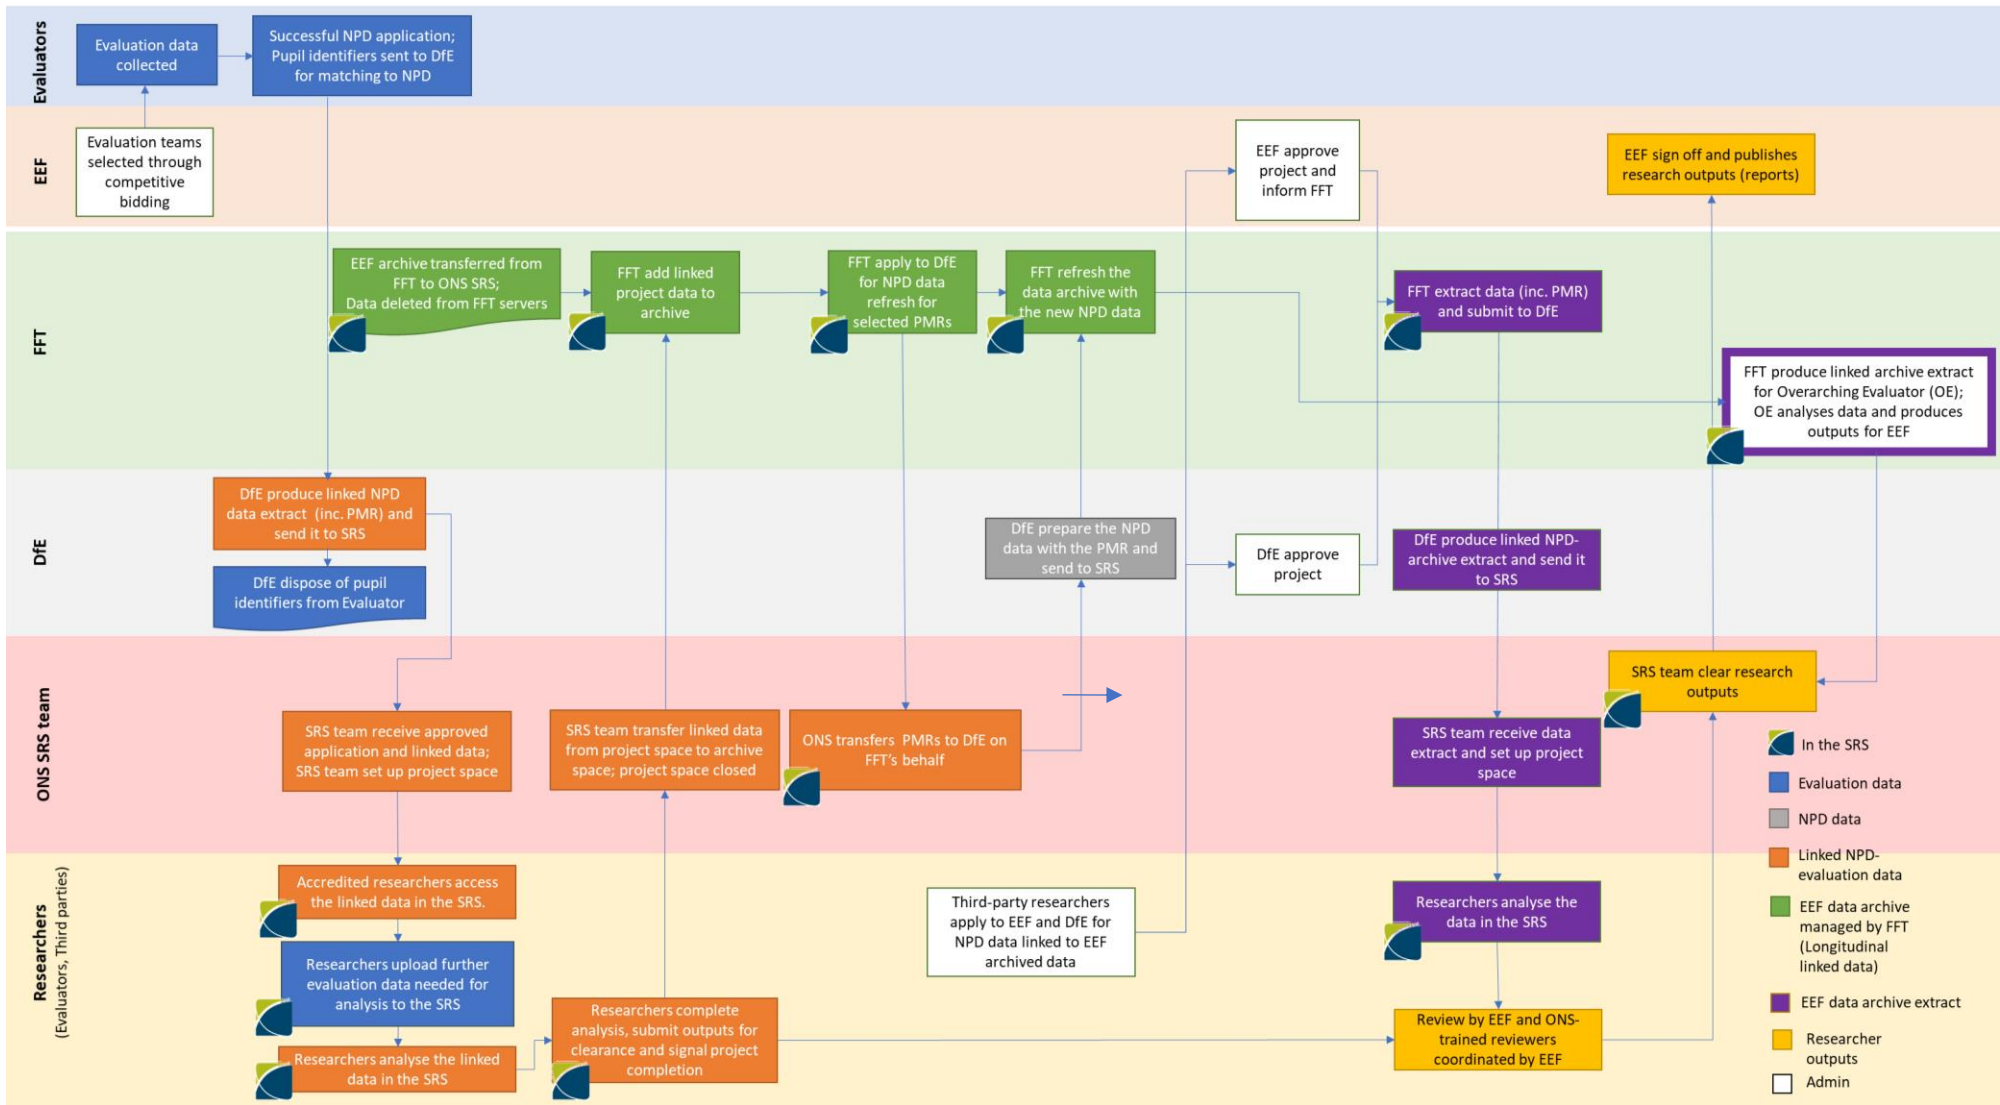 Evaluators
Evaluation data
collected
Successful NPD application;
Pupil identifiers sent to DfE
for matching to NPD
EEF
Evaluation teams
selected through
competitive
bidding
EEF approve
project and
inform FFT
EEF sign off and publishes
research outputs (reports)
FFT
EEF archive transferred from
FFT to ONS SRS;
Data deleted from FFT servers
FFT add linked
project data to
archive
FFT apply to DfE
for NPD data
refresh for
selected PMRs
FFT refresh the
data archive with
the new NPD data
FFT extract data (inc. PMR)
and submit to DfE
FFT produce linked archive extract
for Overarching Evaluator (OE);
OE analyses data and produces
outputs for EEF
DfE
DfE produce linked NPD
data extract (inc. PMR) and
send it to SRS
DfE dispose of pupil
identifiers from Evaluator
DfE prepare the NPD
data with the PMR and
send to SRS
DfE approve
project
DfE produce linked NPD-
archive extract and send it
to SRS
ONS SRS team
SRS team receive approved
application and linked data;
SRS team set up project space
SRS team transfer linked data
from project space to archive
space; project space closed
ONS transfers PMRs to DfE on
FFT's behalf
SRS team receive data
extract and set up project
space
SRS team clear research
outputs
Researchers
(Evaluators, Third parties)
Accredited researchers access
the linked data in the SRS.
Researchers upload further
evaluation data needed for
analysis to the SRS
Researchers analyse the linked
data in the SRS
Researchers complete
analysis, submit outputs for
clearance and signal project
completion
Third-party researchers
apply to EEF and DfE for
NPD data linked to EEF
archived data
Researchers analyse the
data in the SRS
Review by EEF and ONS-
trained reviewers
coordinated by EEF
In the SRS
Evaluation data
NPD data
Linked NPD-
evaluation data
EEF data archive
managed by FFT
(Longitudinal
linked data)
EEF data archive extract
Researcher
outputs
Admin